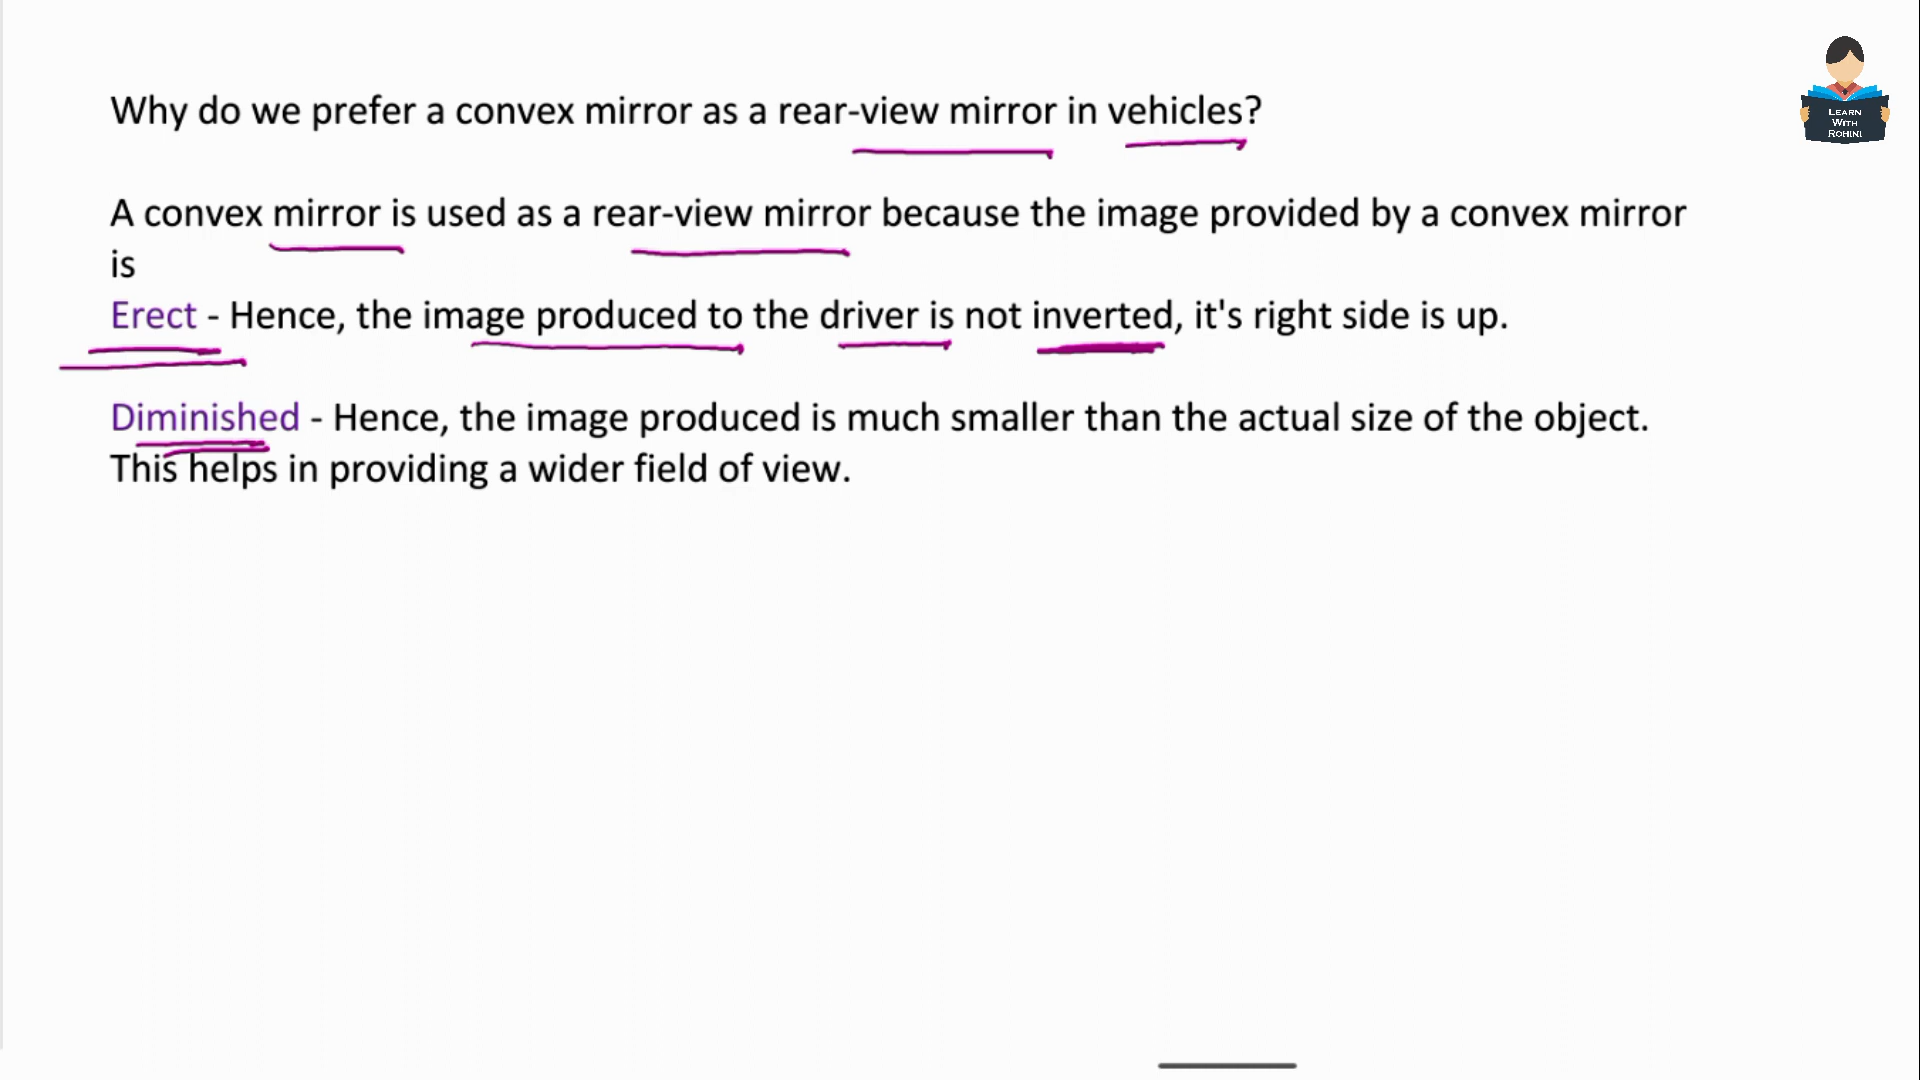 Why do we prefer a convex mirror as a rear-view mirror in vehicles?
LEARN
WITH
ROHINI
A convex mirror is used as a rear-view mirror because the image provided by a convex mirror
is
Erect - Hence, the image produced to the driver is not inverted, it's right side is up.
Diminished - Hence, the image produced is much smaller than the actual size of the object.
This helps in providing a wider field of view.